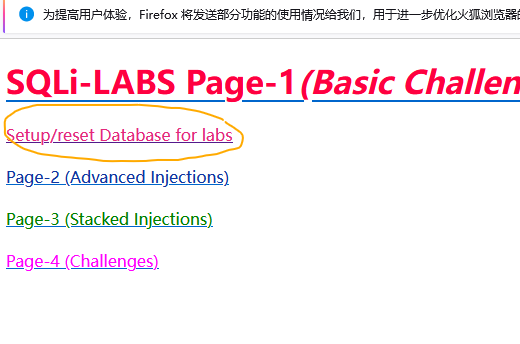 为提高用户体验，Firefox 将发送部分功能的使用情况给我们，用于进一步优化火狐浏览器
SQLi-LABS Page-1(Basic Challen
Setup/reset Database for labs
Page-2 (Advanced Injections)
Page-3 (Stacked Injections)
Page-4 (Challenges)